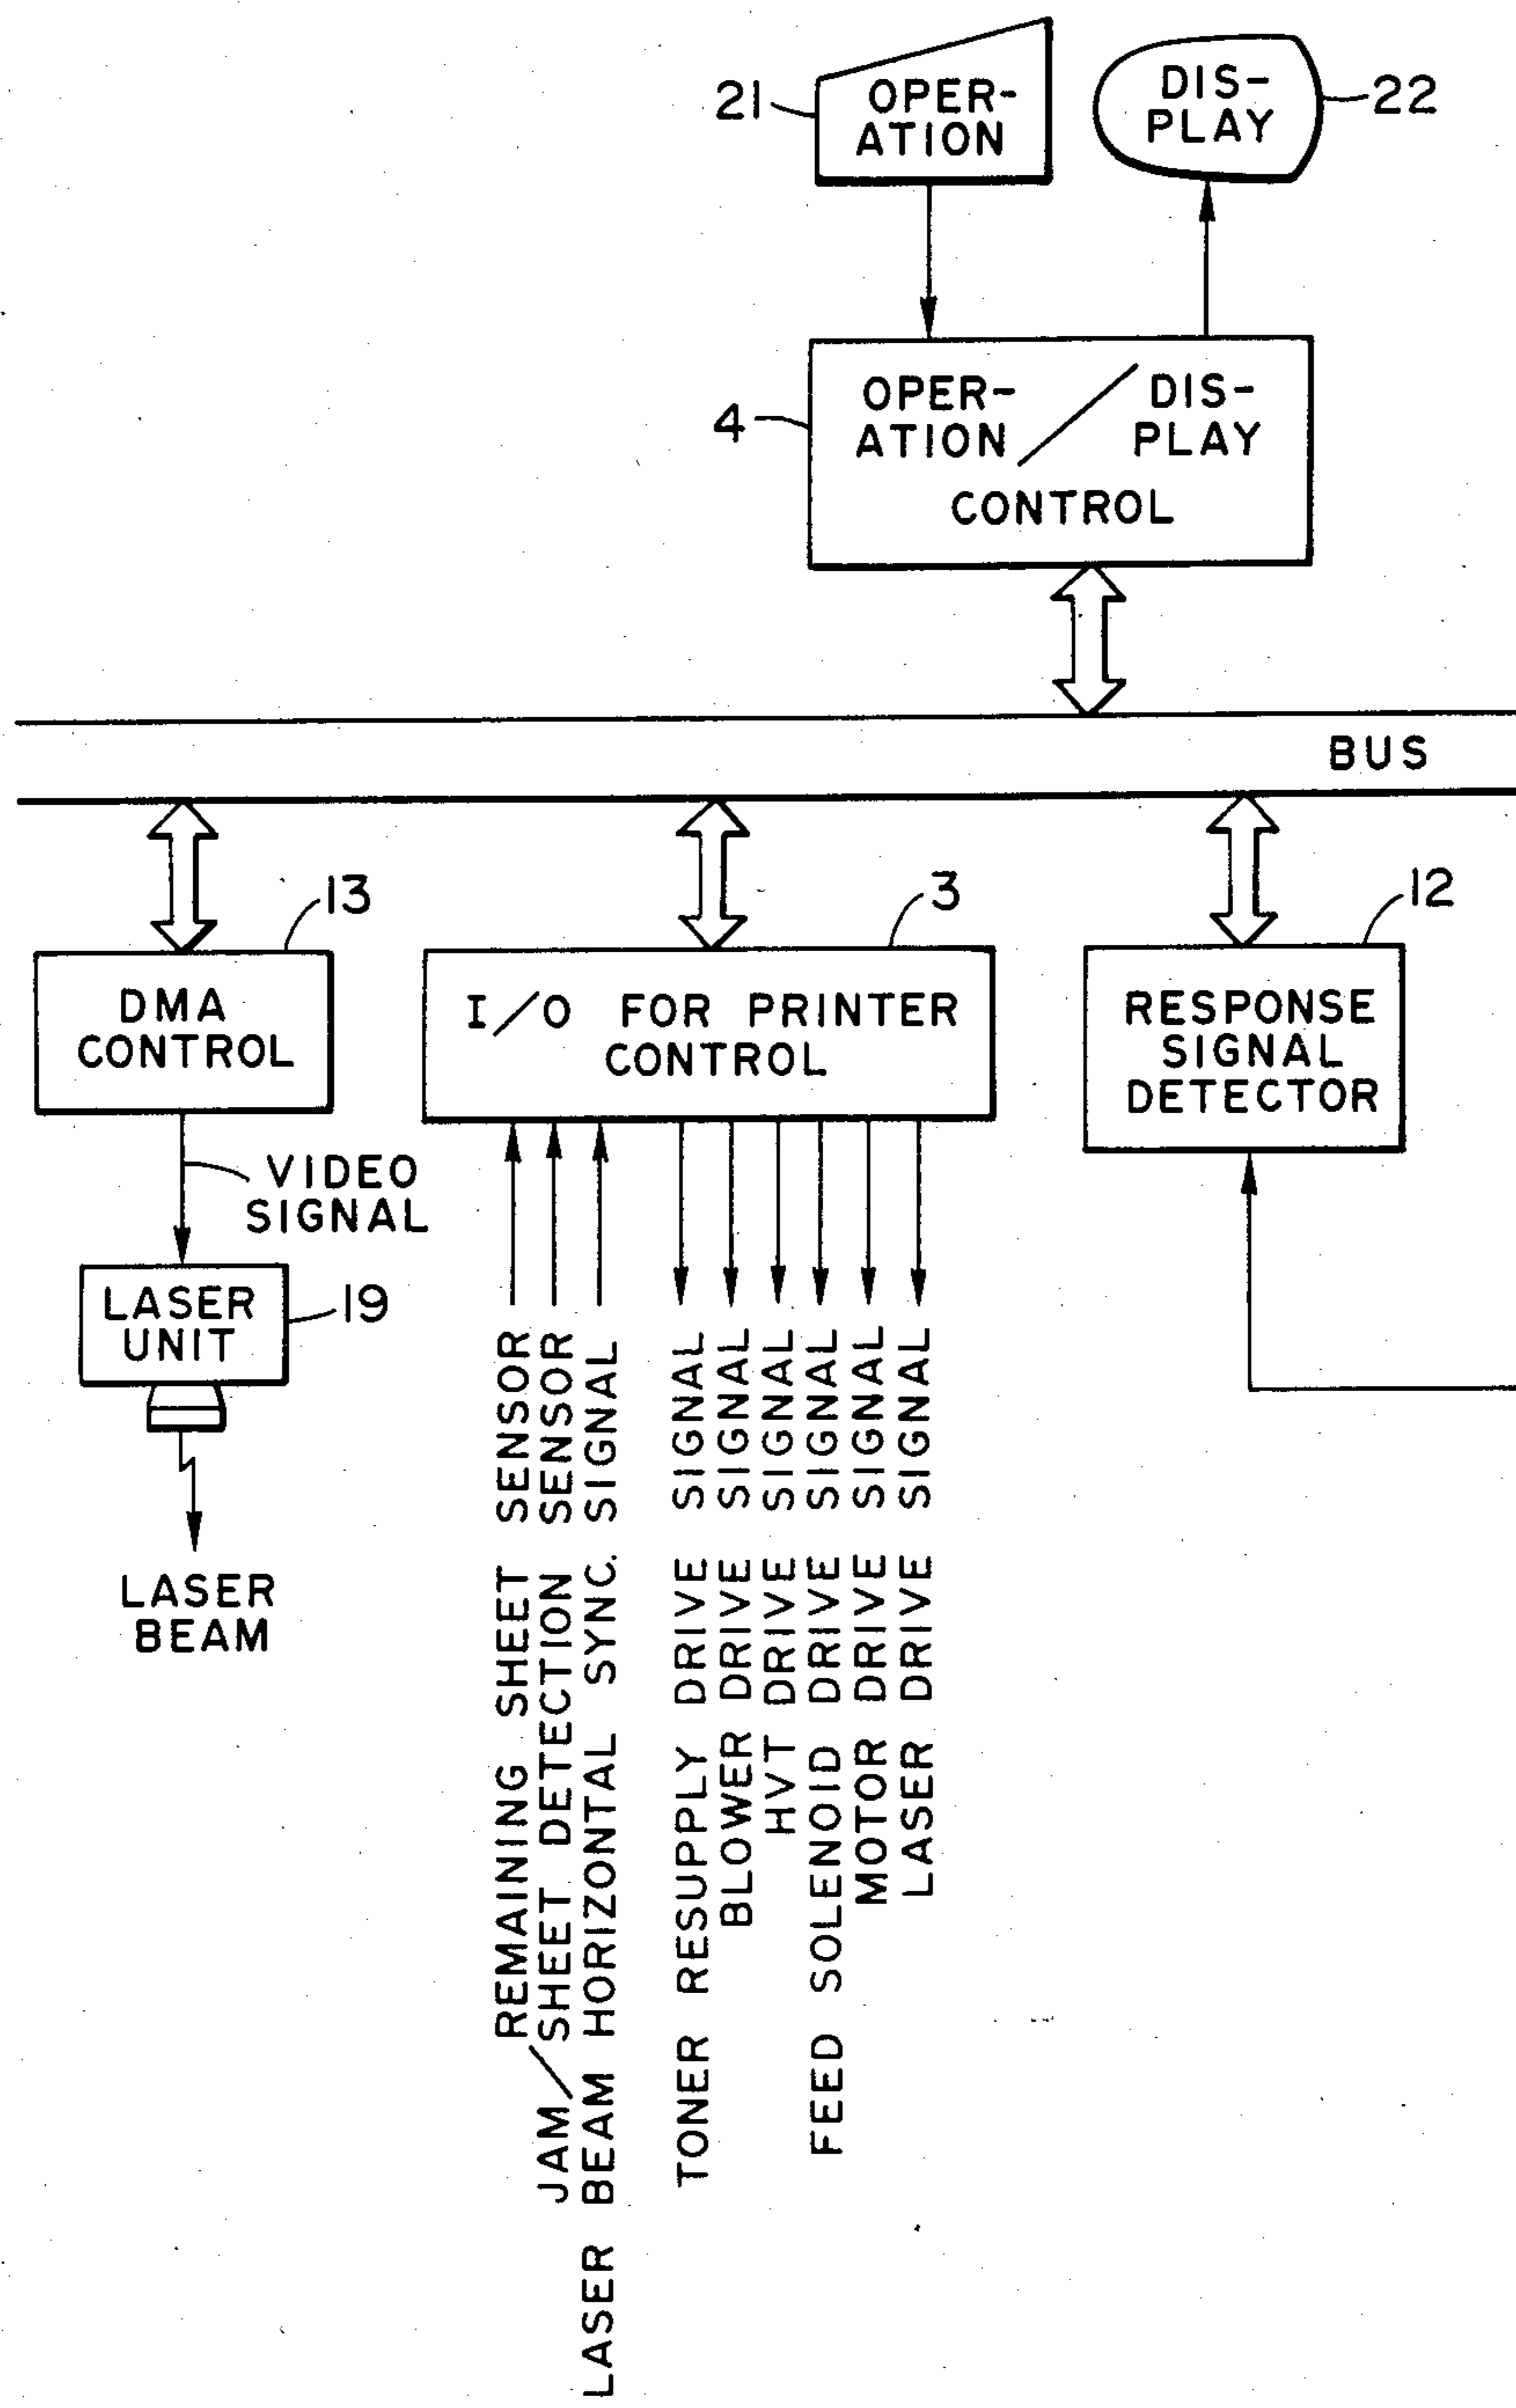 21
OPER-
ATION
DIS-
PLAY
22
4
OPER-
ATION
/
DIS-
PLAY
CONTROL
BUS
13
3
12
DMA
CONTROL
I/O FOR PRINTER
CONTROL
RESPONSE
SIGNAL
DETECTOR
VIDEO
SIGNAL
LASER
UNIT
19
LASER
BEAM
REMAINING SHEET SENSOR
JAM/SHEET DETECTION SENSOR
LASER BEAM HORIZONTAL SYNC. SIGNAL
TONER RESUPPLY DRIVE SIGNAL
BLOWER DRIVE SIGNAL
HVT DRIVE SIGNAL
FEED SOLENOID DRIVE SIGNAL
MOTOR DRIVE SIGNAL
LASER DRIVE SIGNAL